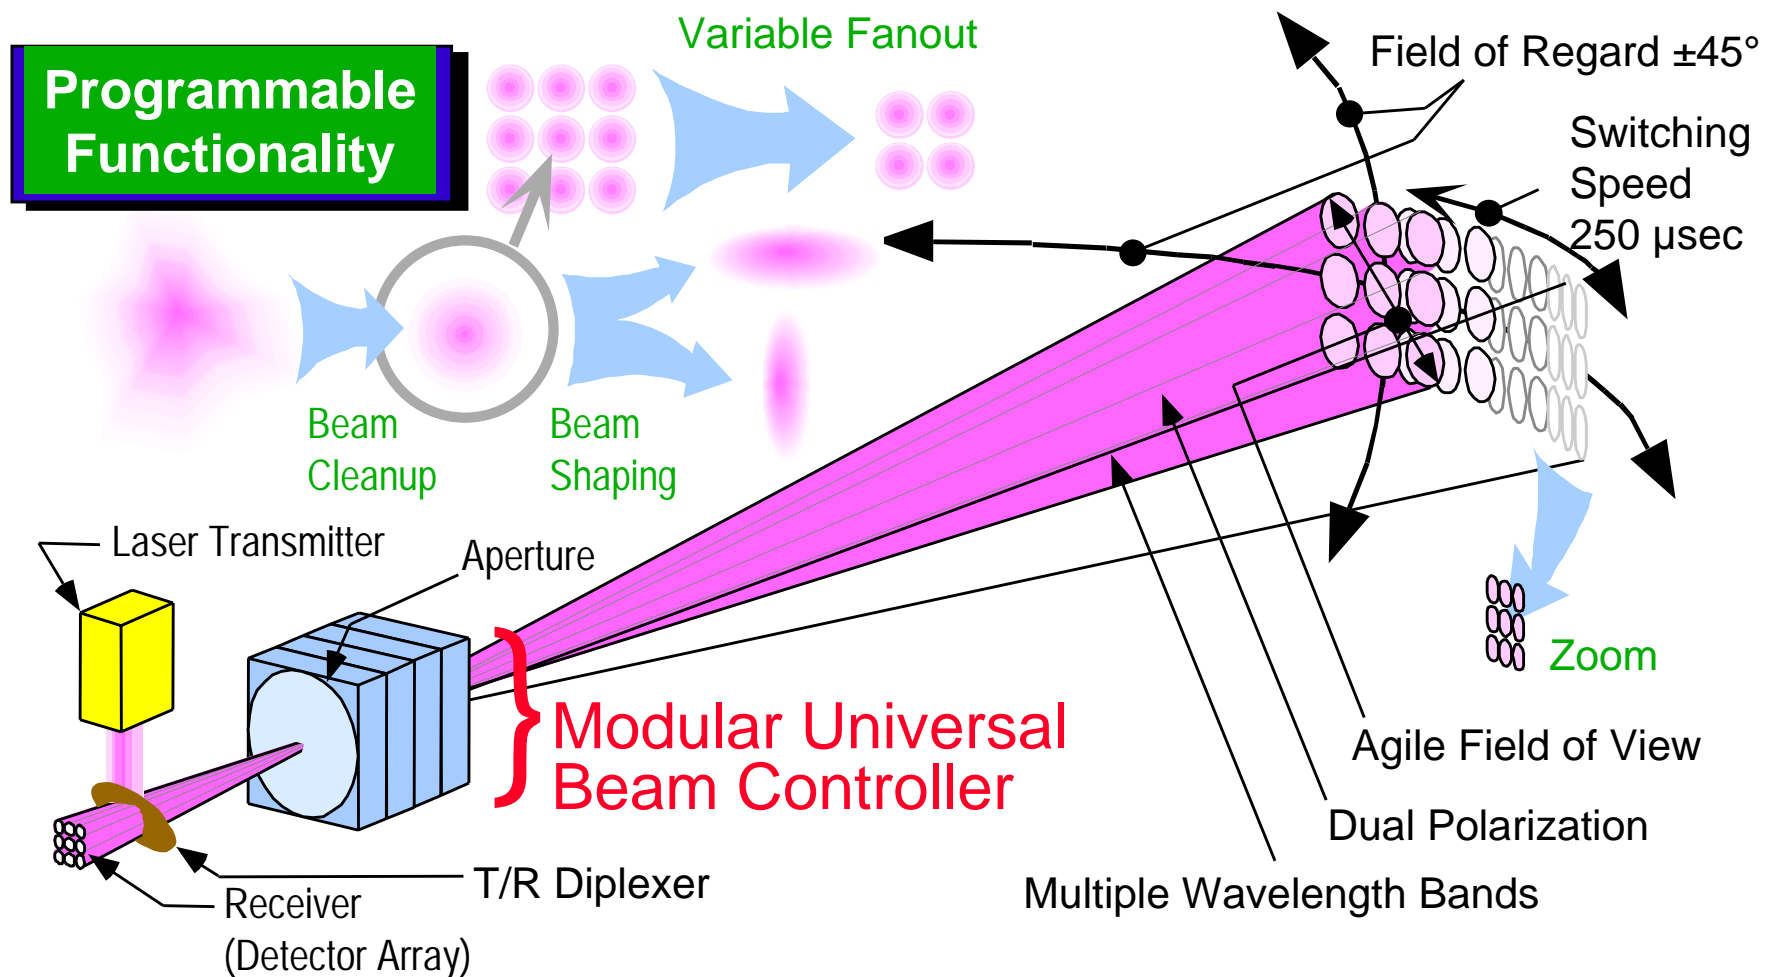 Programmable
Functionality
Variable Fanout
Field of Regard ±45°
Switching
Speed
250 µsec
Beam
Cleanup
Beam
Shaping
Laser Transmitter
Aperture
Zoom
Modular Universal
Beam Controller
Agile Field of View
Dual Polarization
Multiple Wavelength Bands
T/R Diplexer
Receiver
(Detector Array)